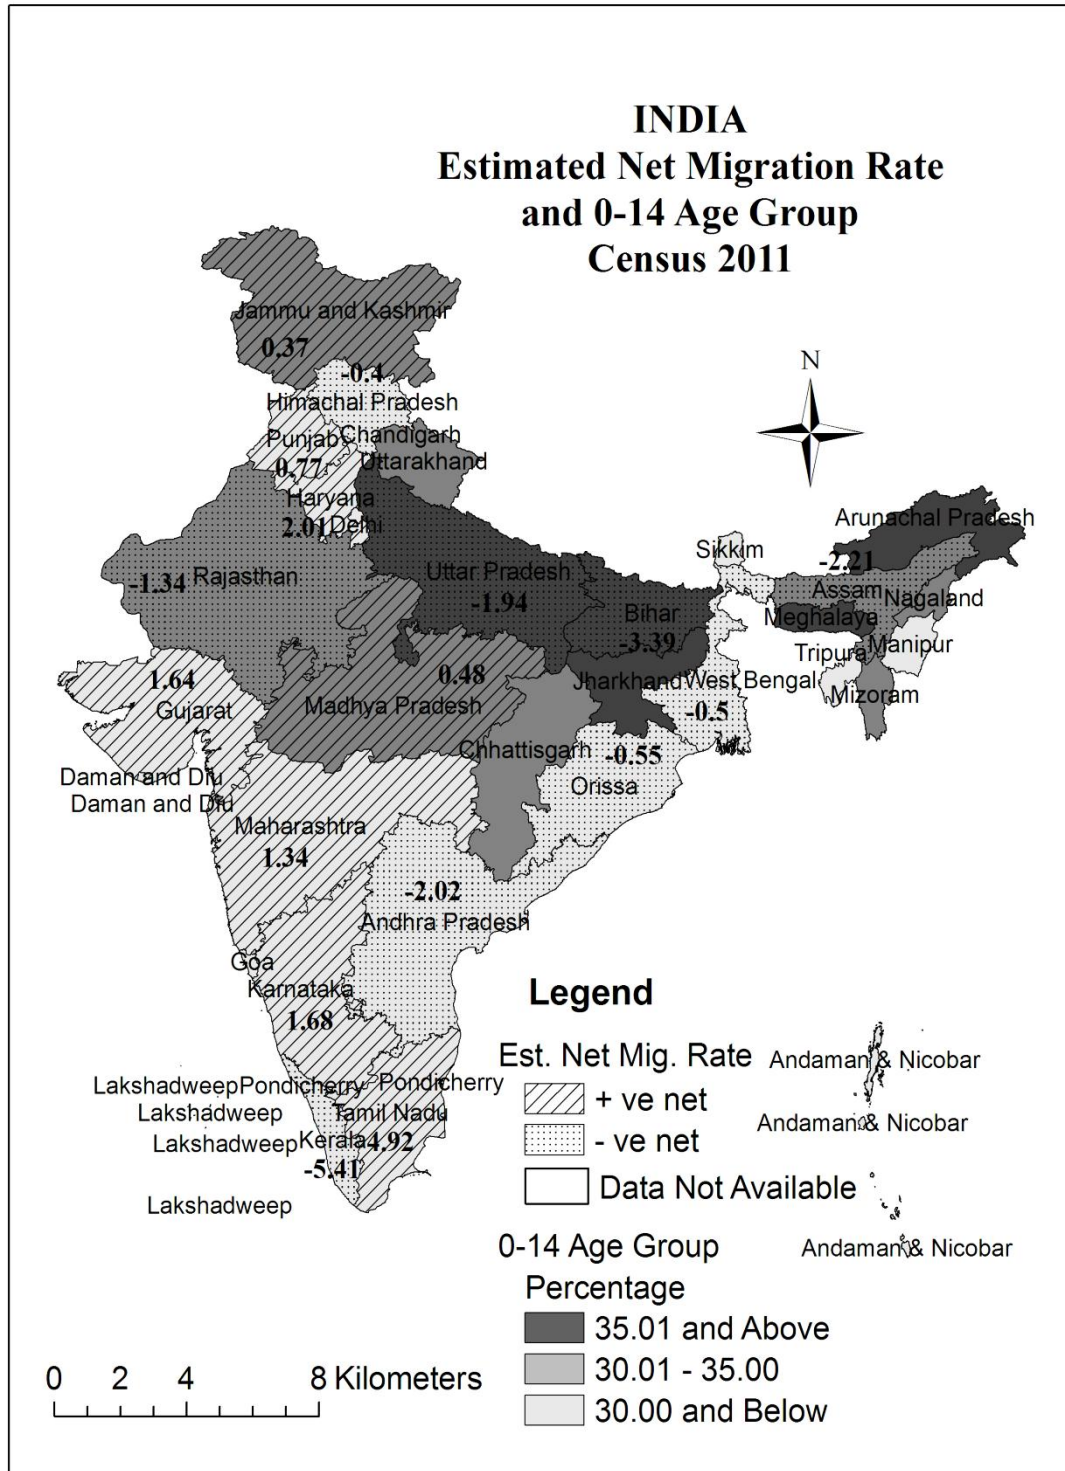 INDIA
Estimated Net Migration Rate
and 0-14 Age Group
Census 2011
N
Jammu and Kashmir
0.37
-0.4
Himachal Pradesh
Punjab
Chandigarh
0.77
Uttarakhand
Haryana
2.01
Delhi
-1.34
Rajasthan
Uttar Pradesh
-1.94
Bihar
-3.39
Sikkim
Arunachal Pradesh
-2.21
Assam
Nagaland
Meghalaya
Manipur
Tripura
Mizoram
1.64
Gujarat
0.48
Madhya Pradesh
Jharkhand
West Bengal
-0.5
Chhattisgarh
-0.55
Orissa
Daman and Diu
Daman and Diu
Maharashtra
1.34
-2.02
Andhra Pradesh
Goa
Karnataka
1.68
Lakshadweep
Pondicherry
Pondicherry
Lakshadweep
Tamil Nadu
Lakshadweep
Kerala
4.92
-5.41
Lakshadweep
Andaman & Nicobar
Andaman & Nicobar
Andaman & Nicobar
Legend
Est. Net Mig. Rate
+ ve net
- ve net
Data Not Available
0-14 Age Group
Percentage
35.01 and Above
30.01 - 35.00
30.00 and Below
0 2 4 8 Kilometers